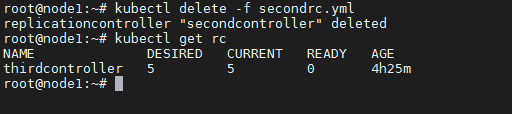 root@node1:~# kubectl delete -f secondrc.yml
replicationcontroller "secondcontroller" deleted
root@node1:~# kubectl get rc
NAME              DESIRED   CURRENT   READY   AGE
thirdcontroller   5         5         0       4h25m
root@node1:~#